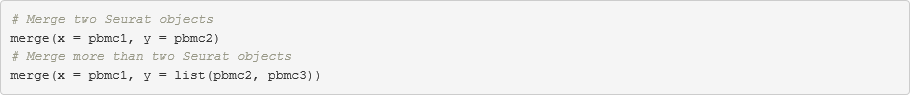 # Merge two Seurat objects
merge(x = pbmc1, y = pbmc2)
# Merge more than two Seurat objects
merge(x = pbmc1, y = list(pbmc2, pbmc3))